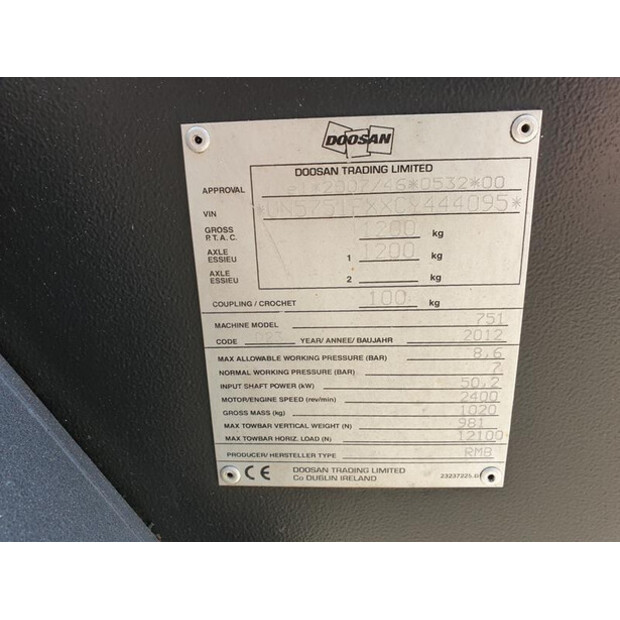 DOOSAN
DOOSAN TRADING LIMITED
APPROVAL e1*2007/46*0532*00
VIN
GROSS P.T.A.C. 1200 kg
AXLE ESSIEU 1 1200 kg
AXLE ESSIEU 2 kg
COUPLING / CROCHET 100 kg
MACHINE MODEL 751
CODE YEAR/ ANNEE/ BAUJAHR 2012
MAX ALLOWABLE WORKING PRESSURE (BAR) 8,6
NORMAL WORKING PRESSURE (BAR) 7
INPUT SHAFT POWER (kW) 50,2
MOTOR/ENGINE SPEED (rev/min) 2400
GROSS MASS (kg) 1020
MAX TOWBAR VERTICAL WEIGHT (N) 981
MAX TOWBAR HORIZ. LOAD (N) 12100
PRODUCER/ HERSTELLER TYPE RMB
CE DOOSAN TRADING LIMITED
Co DUBLIN IRELAND